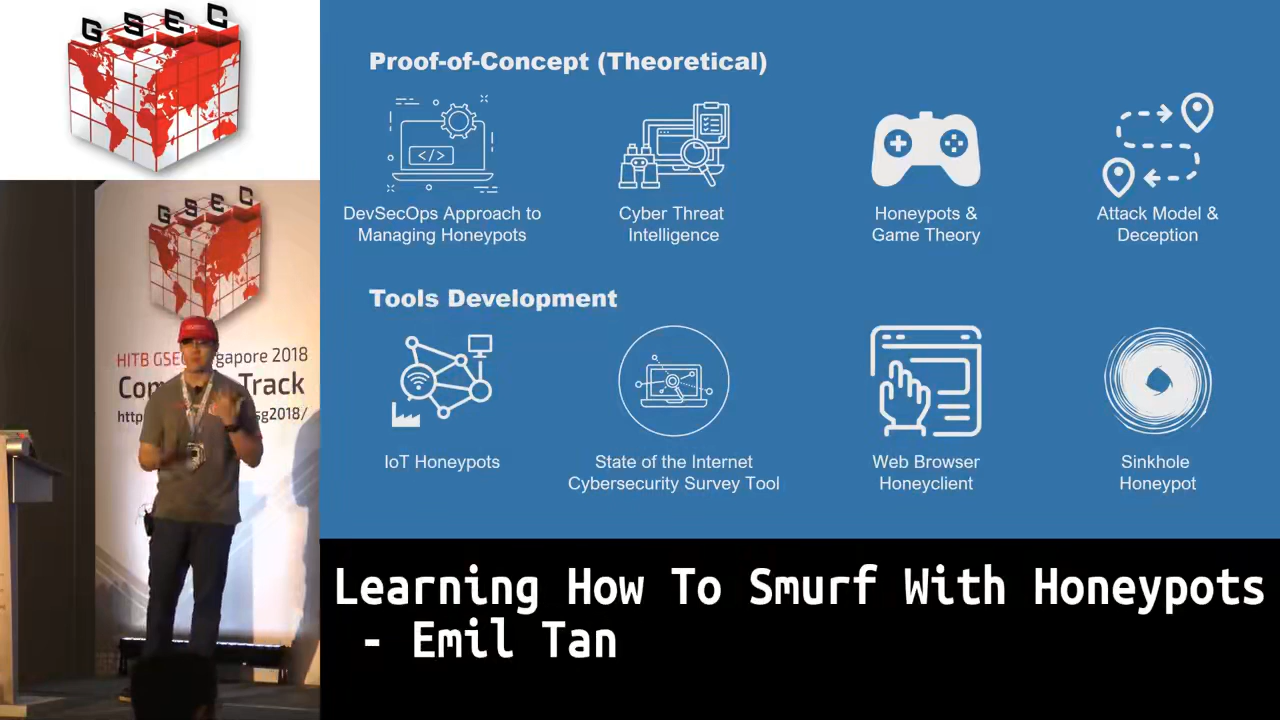 GSEC
GSEC
HITB GSEC Singapore 2018
Track
http
sg2018/
Proof-of-Concept (Theoretical)
</>
DevSecOps Approach to
Managing Honeypots
Cyber Threat
Intelligence
Honeypots &
Game Theory
Attack Model &
Deception
Tools Development
IoT Honeypots
State of the Internet
Cybersecurity Survey Tool
Web Browser
Honeyclient
Sinkhole
Honeypot
Learning How To Smurf With Honeypots
- Emil Tan